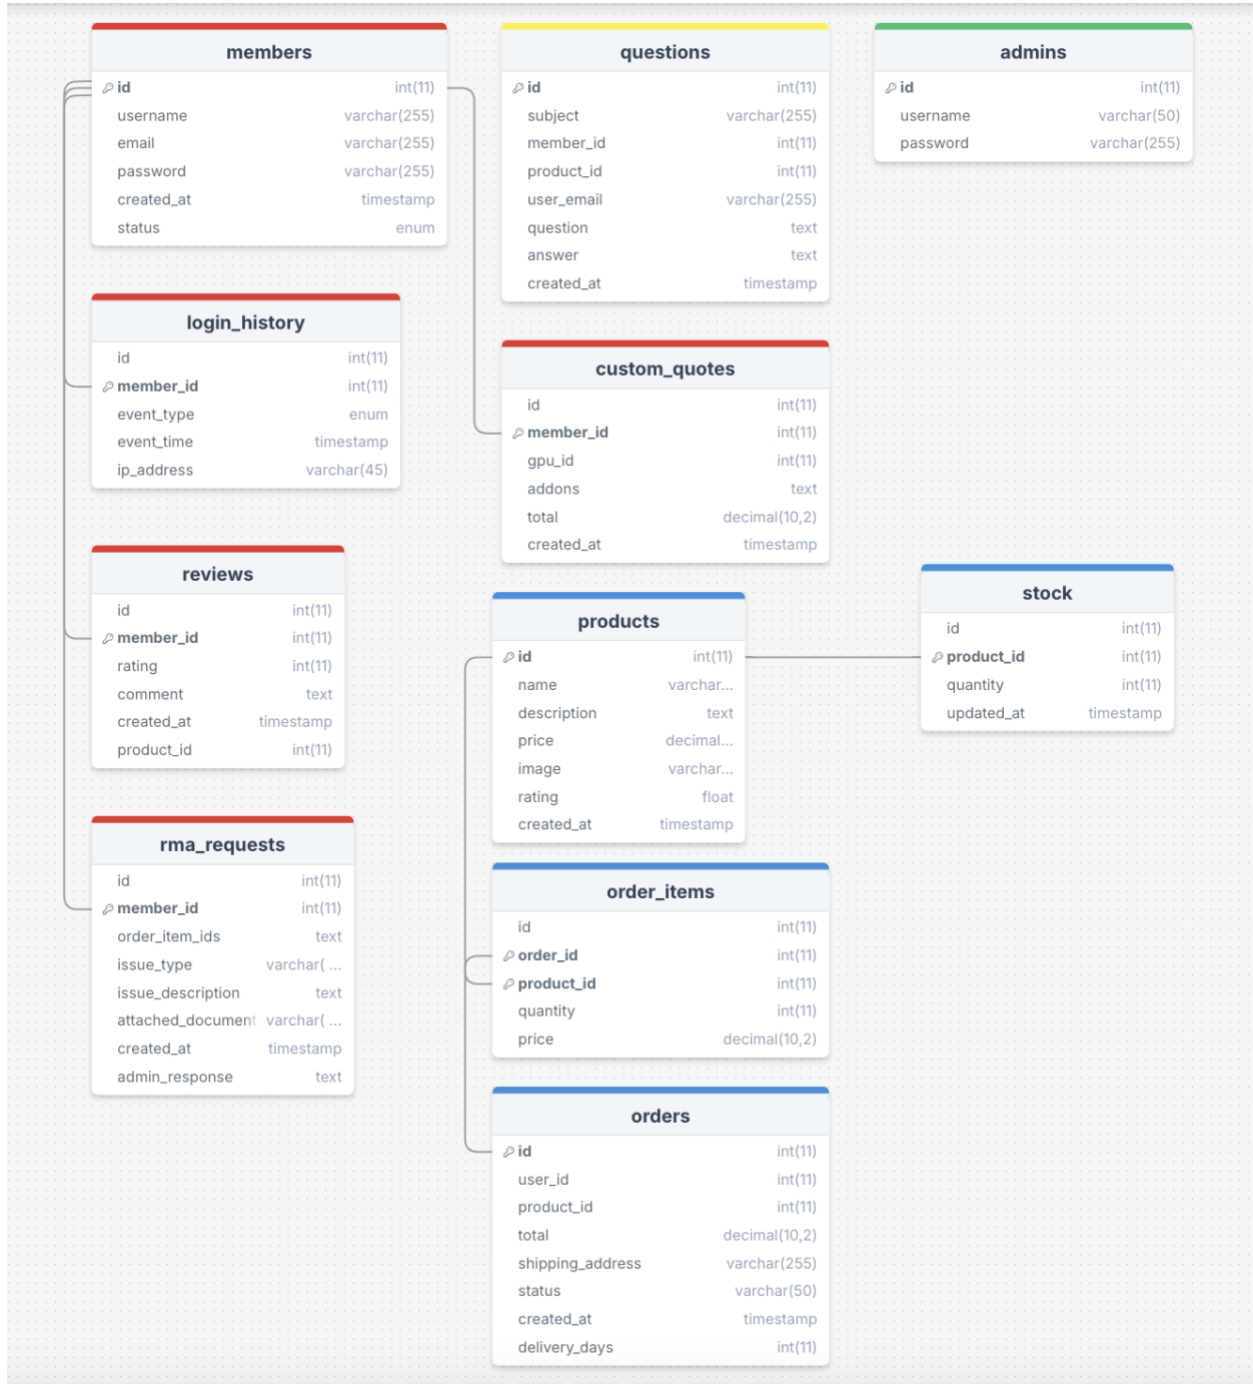 members
id int(11)
username varchar(255)
email varchar(255)
password varchar(255)
created_at timestamp
status enum
questions
id int(11)
subject varchar(255)
member_id int(11)
product_id int(11)
user_email varchar(255)
question text
answer text
created_at timestamp
admins
id int(11)
username varchar(50)
password varchar(255)
login_history
id int(11)
member_id int(11)
event_type enum
event_time timestamp
ip_address varchar(45)
custom_quotes
id int(11)
member_id int(11)
gpu_id int(11)
addons text
total decimal(10,2)
created_at timestamp
reviews
id int(11)
member_id int(11)
rating int(11)
comment text
created_at timestamp
product_id int(11)
products
id int(11)
name varchar...
description text
price decimal...
image varchar...
rating float
created_at timestamp
stock
id int(11)
product_id int(11)
quantity int(11)
updated_at timestamp
rma_requests
id int(11)
member_id int(11)
order_item_ids text
issue_type varchar( ...
issue_description text
attached_document varchar( ...
created_at timestamp
admin_response text
order_items
id int(11)
order_id int(11)
product_id int(11)
quantity int(11)
price decimal(10,2)
orders
id int(11)
user_id int(11)
product_id int(11)
total decimal(10,2)
shipping_address varchar(255)
status varchar(50)
created_at timestamp
delivery_days int(11)